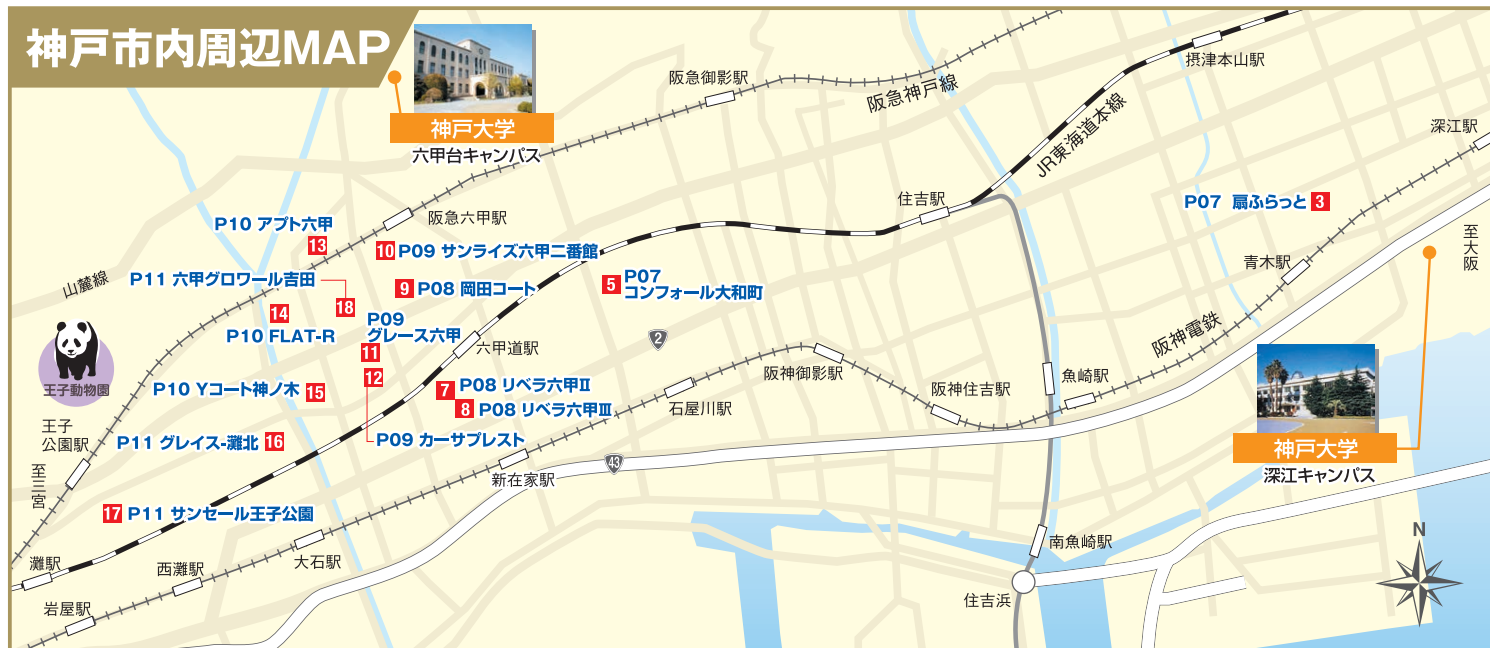 神戸市内周辺MAP
神戸大学
六甲台キャンパス
阪急御影駅
阪急神戸線
摂津本山駅
JR東海道本線
深江駅
住吉駅
P07 扇ふらっと 3
至大阪
阪急六甲駅
P10 アプト六甲
13
10 P09 サンライズ六甲二番館
山麓線
P11 六甲グロワール吉田
18
9 P08 岡田コート
5 P07
コンフォール大和町
青木駅
14
P10 FLAT-R
P09
グレース六甲
11
六甲道駅
2
阪神電鉄
王子動物園
P10 Yコート神ノ木 15
12
7 P08 リベラ六甲Ⅱ
8 P08 リベラ六甲Ⅲ
石屋川駅
阪神御影駅
阪神住吉駅
魚崎駅
王子
公園駅
P11 グレイス-灘北 16
P09 カーサプレスト
神戸大学
深江キャンパス
至三宮
新在家駅
43
17 P11 サンセール王子公園
灘駅
西灘駅
大石駅
岩屋駅
南魚崎駅
住吉浜
N